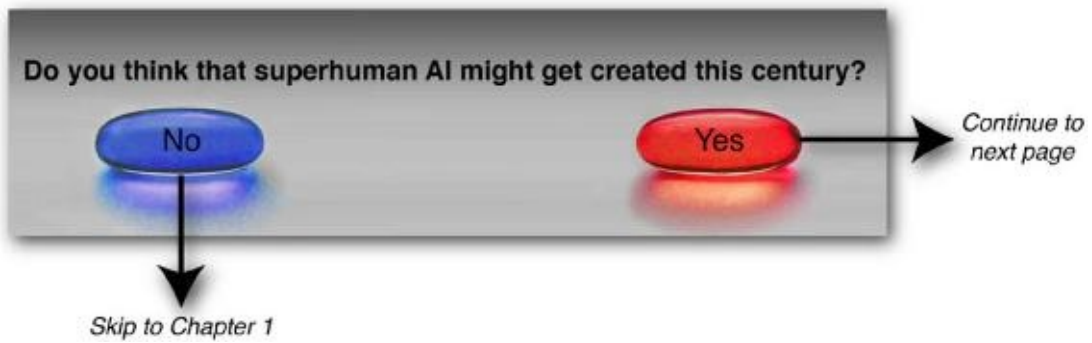 Do you think that superhuman AI might get created this century?
No
Yes
Continue to
next page
Skip to Chapter 1